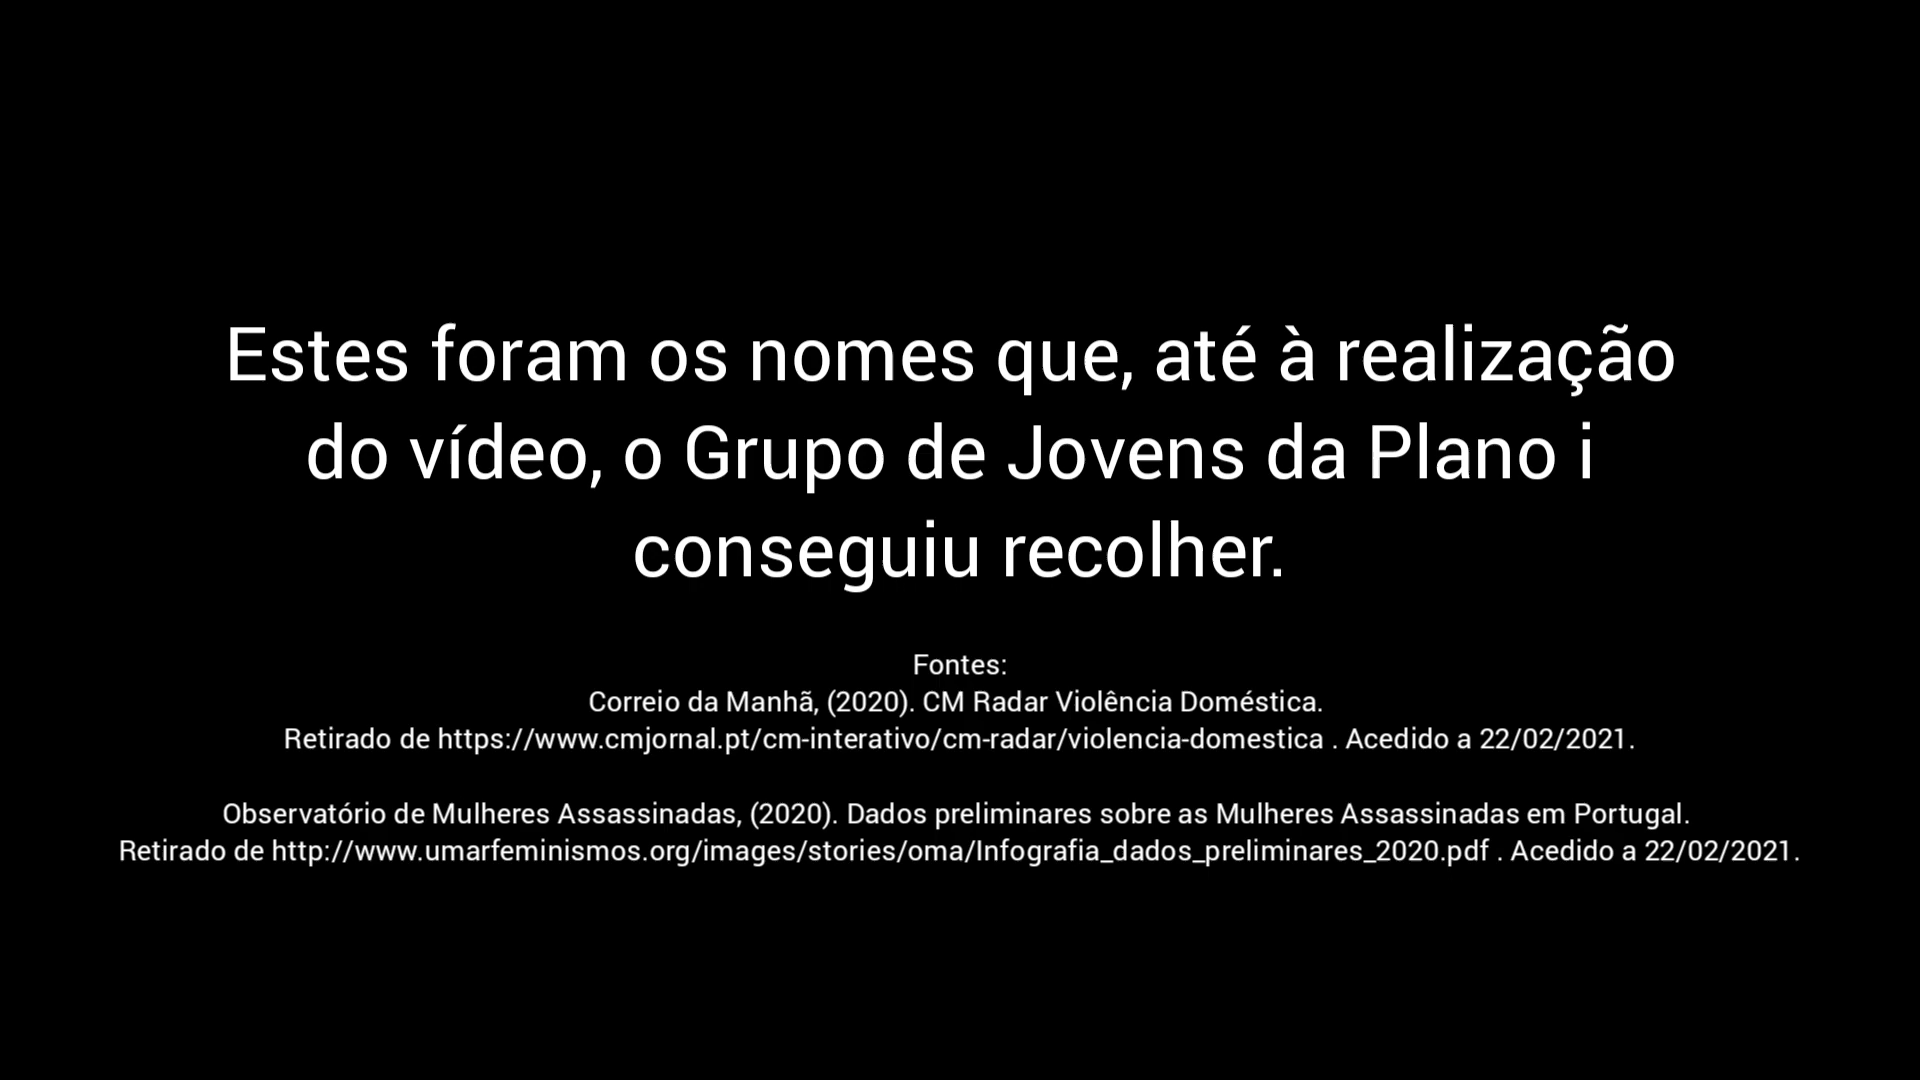 Estes foram os nomes que, até à realização
do vídeo, o Grupo de Jovens da Plano i
conseguiu recolher.
Fontes:
Correio da Manhã, (2020). CM Radar Violência Doméstica.
Retirado de https://www.cmjornal.pt/cm-interativo/cm-radar/violencia-domestica . Acedido a 22/02/2021.
Observatório de Mulheres Assassinadas, (2020). Dados preliminares sobre as Mulheres Assassinadas em Portugal.
Retirado de http://www.umarfeminismos.org/images/stories/oma/Infografia_dados_preliminares_2020.pdf . Acedido a 22/02/2021.